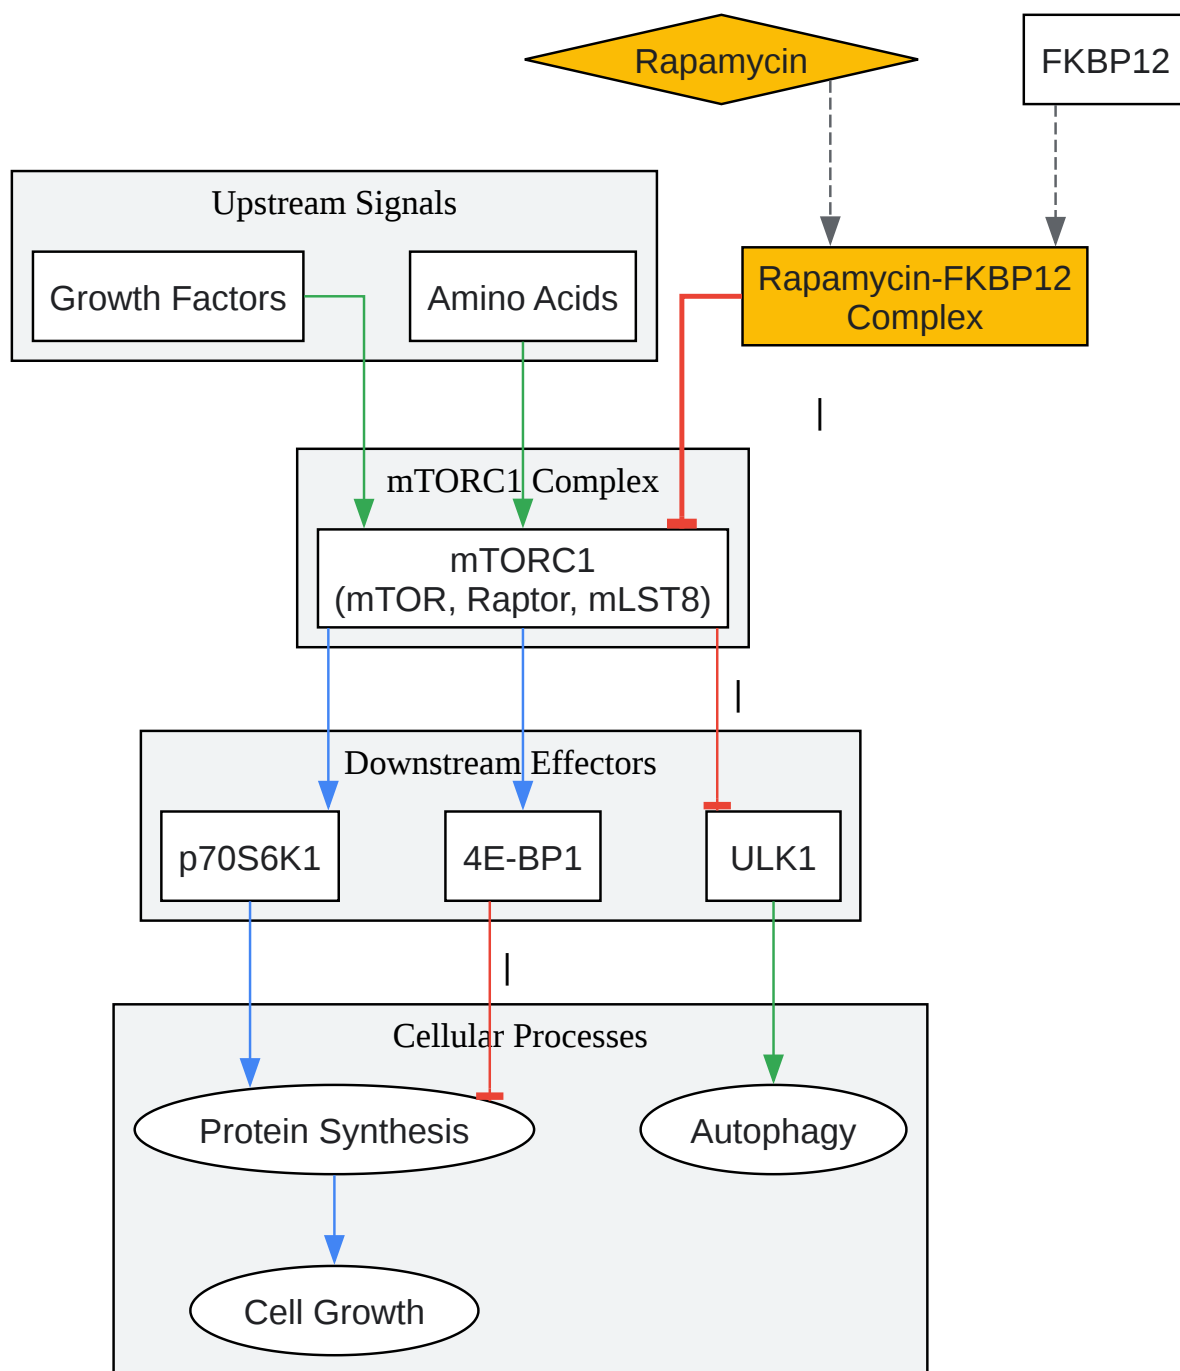 Rapamycin
FKBP12
Upstream Signals
Growth Factors
Amino Acids
Rapamycin-FKBP12
Complex
|
mTORC1 Complex
mTORC1
(mTOR, Raptor, mLST8)
|
Downstream Effectors
p70S6K1
4E-BP1
ULK1
|
Cellular Processes
Protein Synthesis
Autophagy
Cell Growth